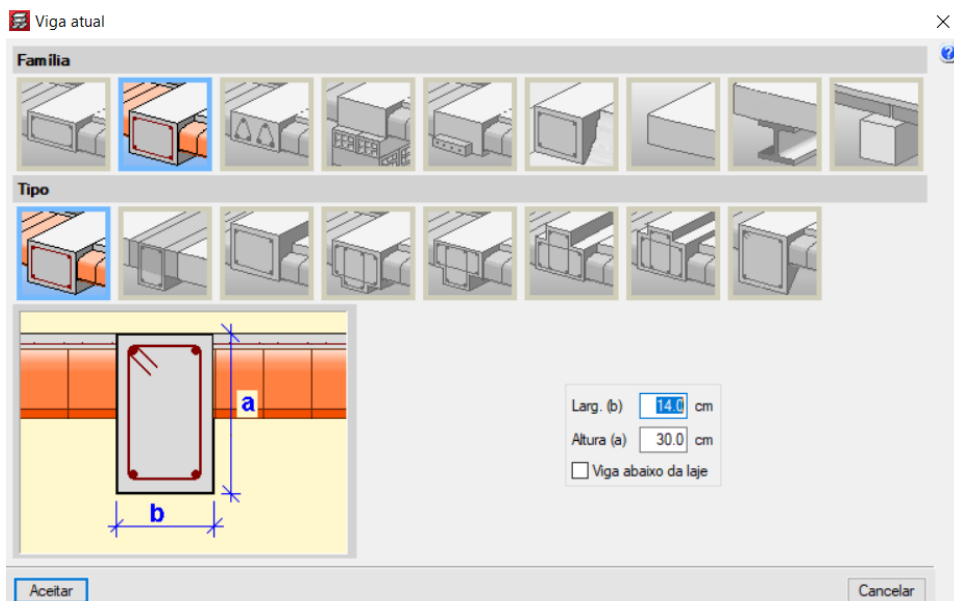 Viga atual
Família
Tipo
a
b
Larg. (b) 14.0 cm
Altura (a) 30.0 cm
Viga abaixo da laje
Aceitar
Cancelar